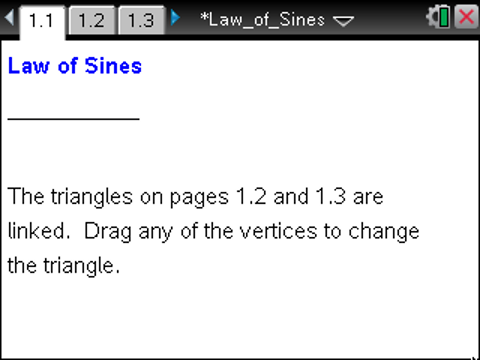 1.1 1.2 1.3 *Law_of_Sines
Law of Sines
The triangles on pages 1.2 and 1.3 are
linked. Drag any of the vertices to change
the triangle.